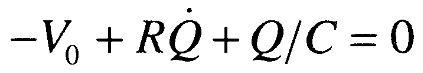 −V₀ + RQ̇ + Q/C = 0